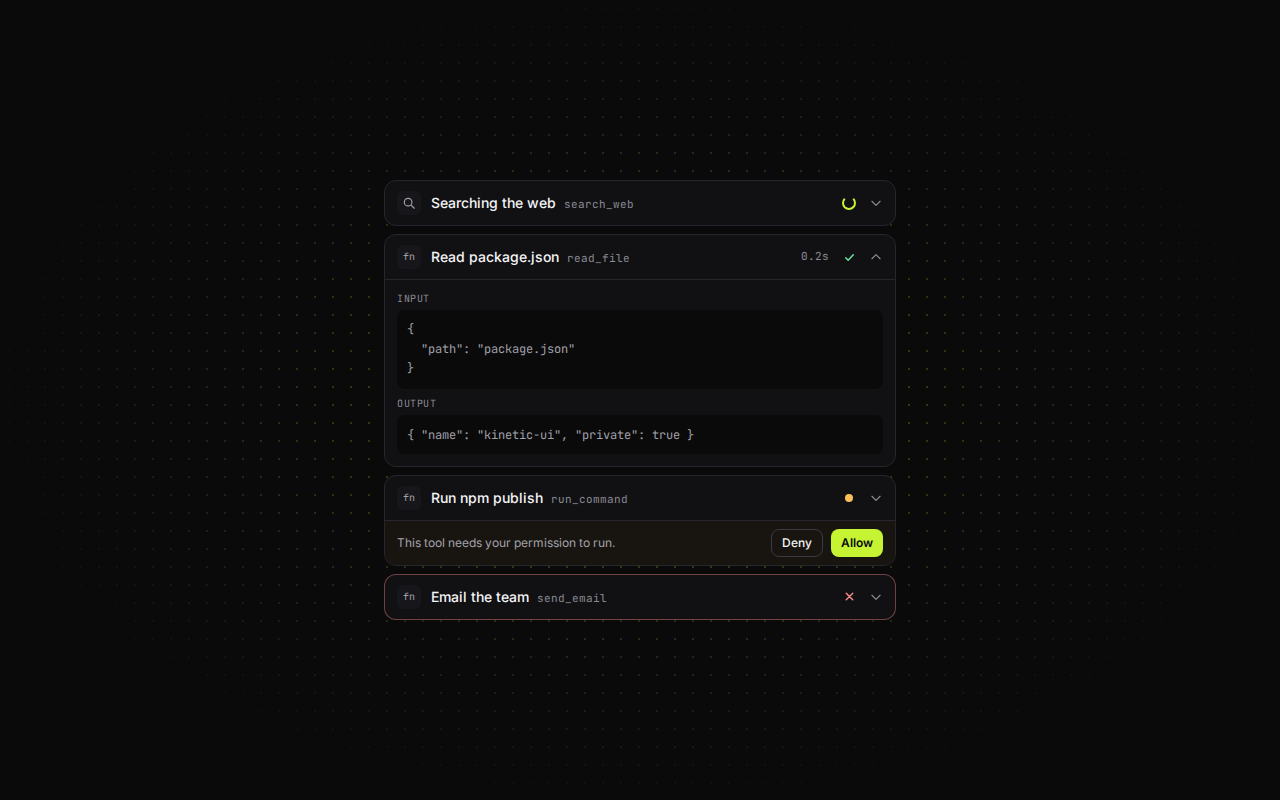 Searching the web search_web
fn Read package.json read_file 0.2s
INPUT
{
  "path": "package.json"
}
OUTPUT
{ "name": "kinetic-ui", "private": true }
fn Run npm publish run_command
This tool needs your permission to run. Deny Allow
fn Email the team send_email